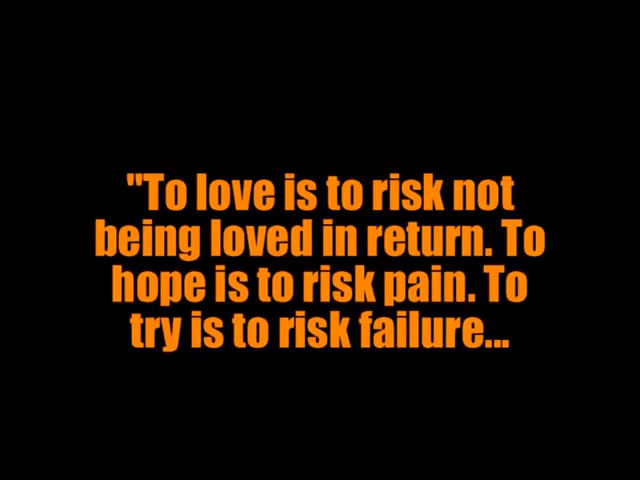 "To love is to risk not
being loved in return. To
hope is to risk pain. To
try is to risk failure...